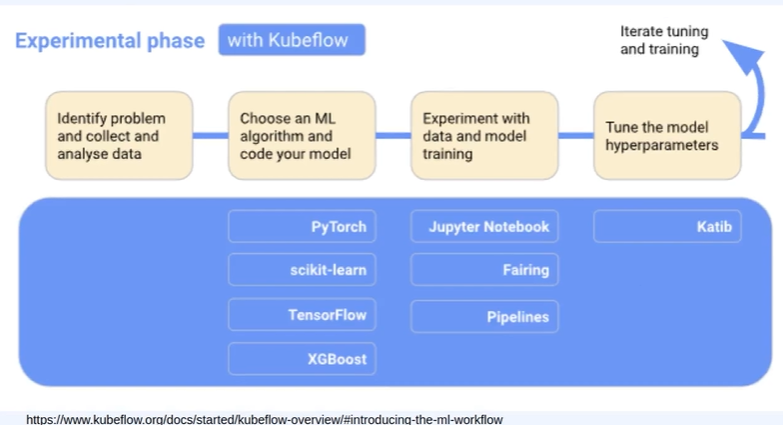 Experimental phase with Kubeflow
Iterate tuning
and training
Identify problem
and collect and
analyse data
Choose an ML
algorithm and
code your model
Experiment with
data and model
training
Tune the model
hyperparameters
PyTorch
scikit-learn
TensorFlow
XGBoost
Jupyter Notebook
Fairing
Pipelines
Katib
https://www.kubeflow.org/docs/started/kubeflow-overview/#introducing-the-ml-workflow